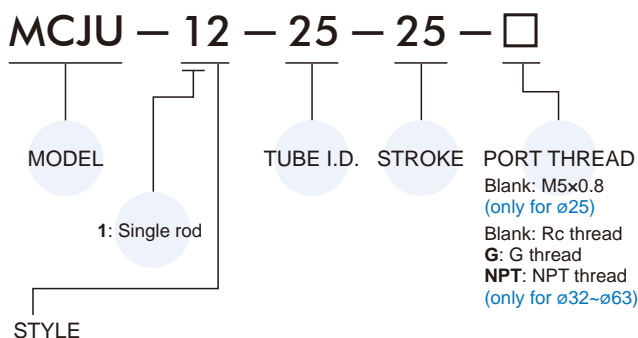 MCJU — 12 — 25 — 25 — □
MODEL
TUBE I.D.
STROKE
PORT THREAD
Blank: M5×0.8
(only for ø25)
Blank: Rc thread
G: G thread
NPT: NPT thread
(only for ø32~ø63)
1: Single rod
STYLE